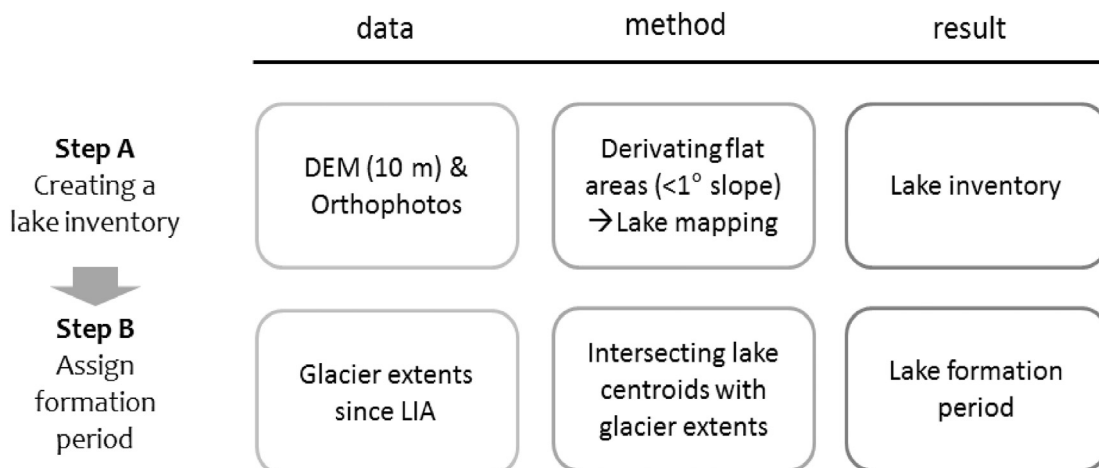 data
method
result
Step A
Creating a
lake inventory
DEM (10 m) &
Orthophotos
Derivating flat
areas (<1° slope)
→Lake mapping
Lake inventory
Step B
Assign
formation
period
Glacier extents
since LIA
Intersecting lake
centroids with
glacier extents
Lake formation
period